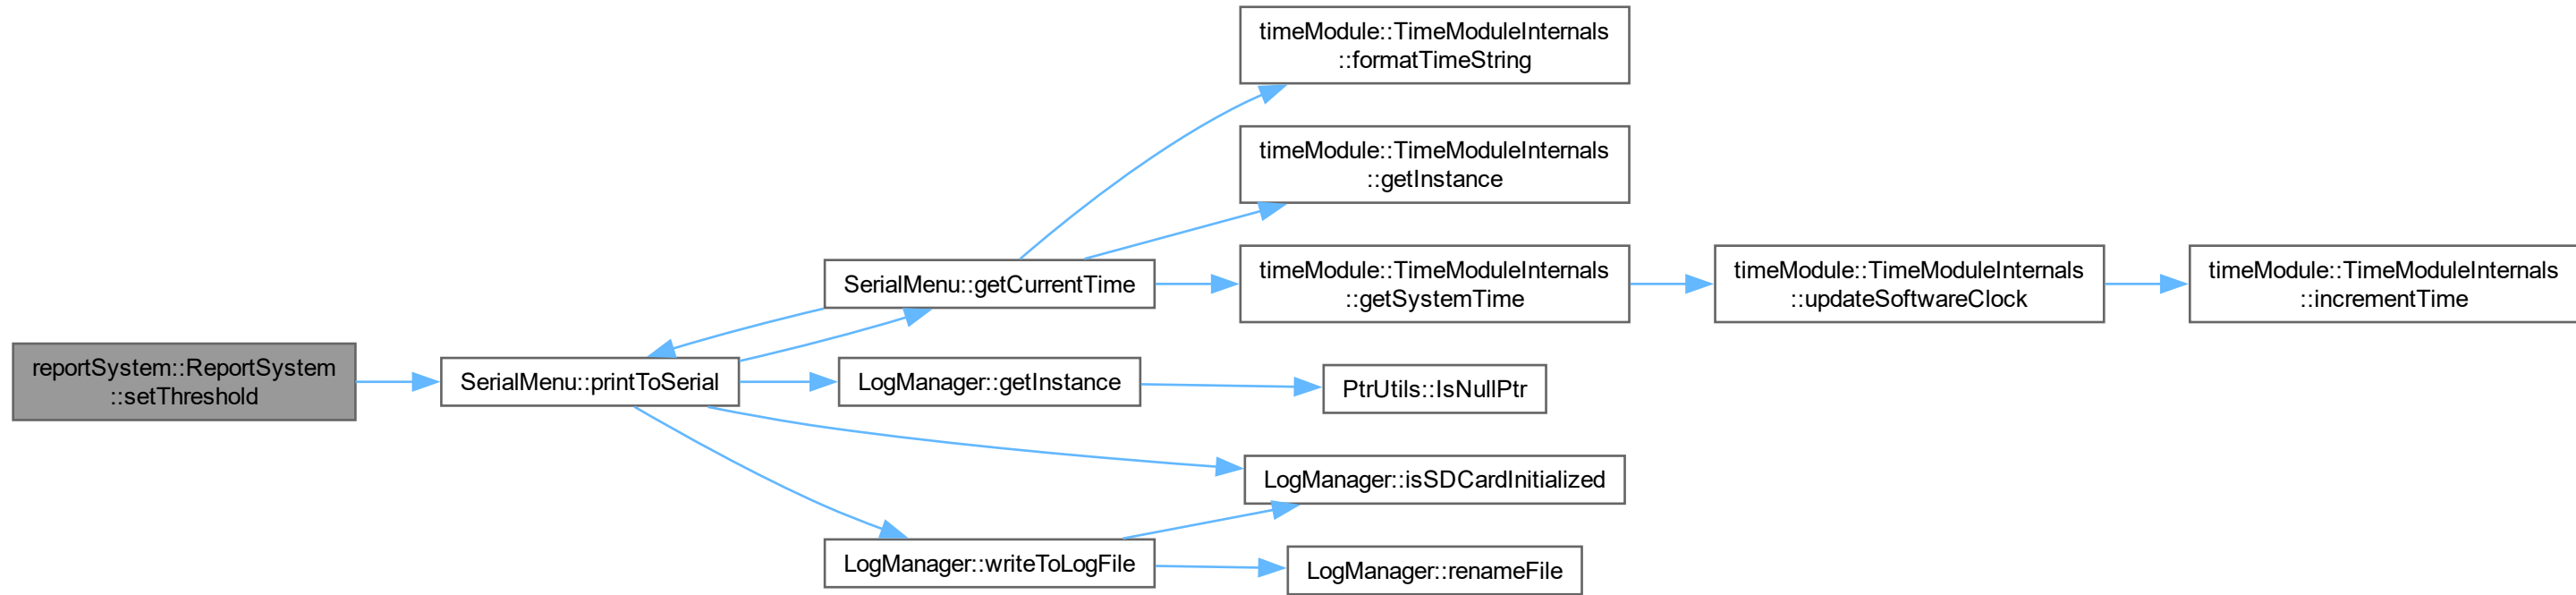 timeModule::TimeModuleInternals
::formatTimeString
timeModule::TimeModuleInternals
::getInstance
SerialMenu::getCurrentTime
timeModule::TimeModuleInternals
::getSystemTime
timeModule::TimeModuleInternals
::updateSoftwareClock
timeModule::TimeModuleInternals
::incrementTime
reportSystem::ReportSystem
::setThreshold
SerialMenu::printToSerial
LogManager::getInstance
PtrUtils::IsNullPtr
LogManager::isSDCardInitialized
LogManager::writeToLogFile
LogManager::renameFile